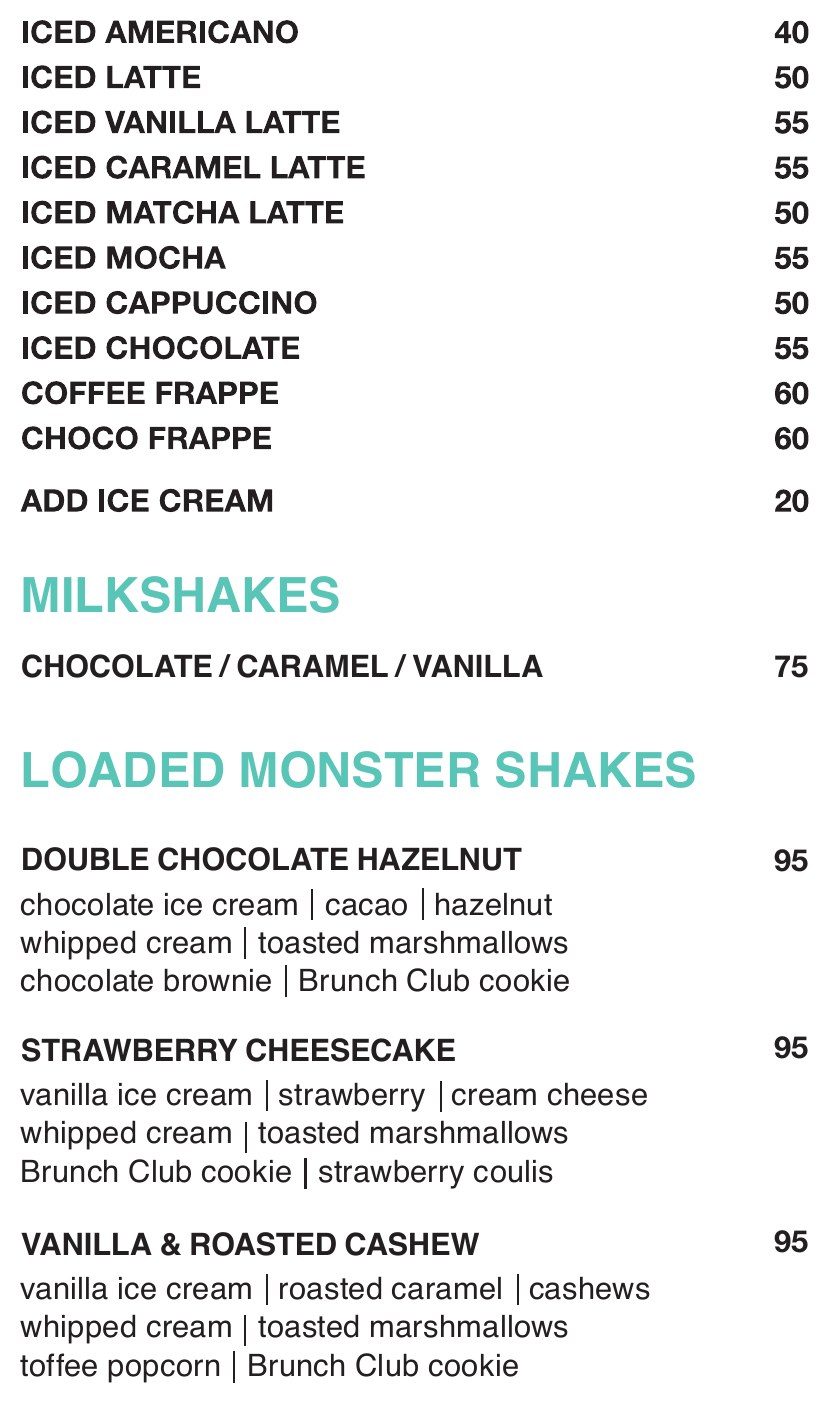 ICED AMERICANO 40
ICED LATTE 50
ICED VANILLA LATTE 55
ICED CARAMEL LATTE 55
ICED MATCHA LATTE 50
ICED MOCHA 55
ICED CAPPUCCINO 50
ICED CHOCOLATE 55
COFFEE FRAPPE 60
CHOCO FRAPPE 60
ADD ICE CREAM 20
MILKSHAKES
CHOCOLATE / CARAMEL / VANILLA 75
LOADED MONSTER SHAKES
DOUBLE CHOCOLATE HAZELNUT 95
chocolate ice cream | cacao | hazelnut
whipped cream | toasted marshmallows
chocolate brownie | Brunch Club cookie
STRAWBERRY CHEESECAKE 95
vanilla ice cream | strawberry | cream cheese
whipped cream | toasted marshmallows
Brunch Club cookie | strawberry coulis
VANILLA & ROASTED CASHEW 95
vanilla ice cream | roasted caramel | cashews
whipped cream | toasted marshmallows
toffee popcorn | Brunch Club cookie